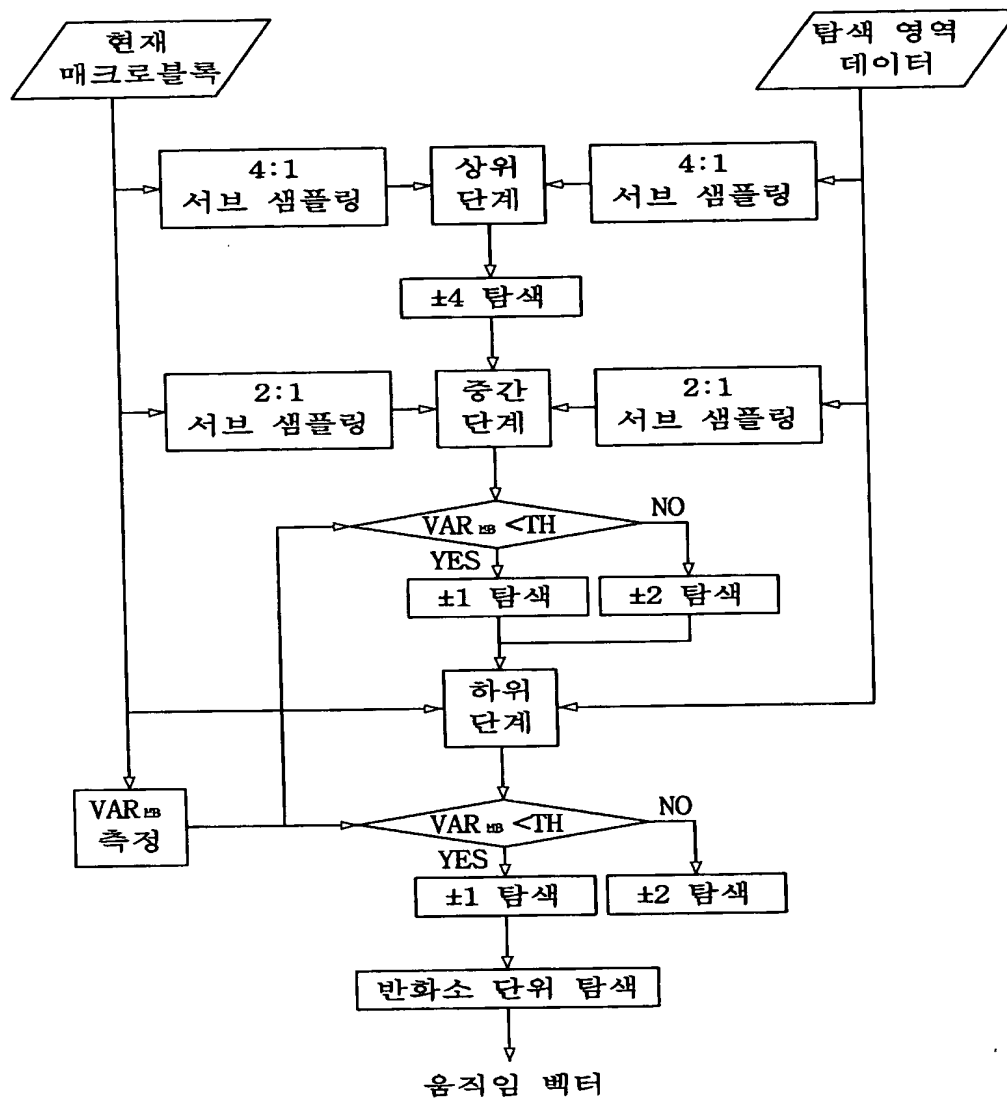 현재
매크로블록
탐색 영역
데이터
4:1
서브 샘플링
상위
단계
4:1
서브 샘플링
±4 탐색
2:1
서브 샘플링
중간
단계
2:1
서브 샘플링
VAR MB <TH
NO
YES
±1 탐색
±2 탐색
하위
단계
VAR MB
측정
VAR MB <TH
NO
YES
±1 탐색
±2 탐색
반화소 단위 탐색
움직임 벡터